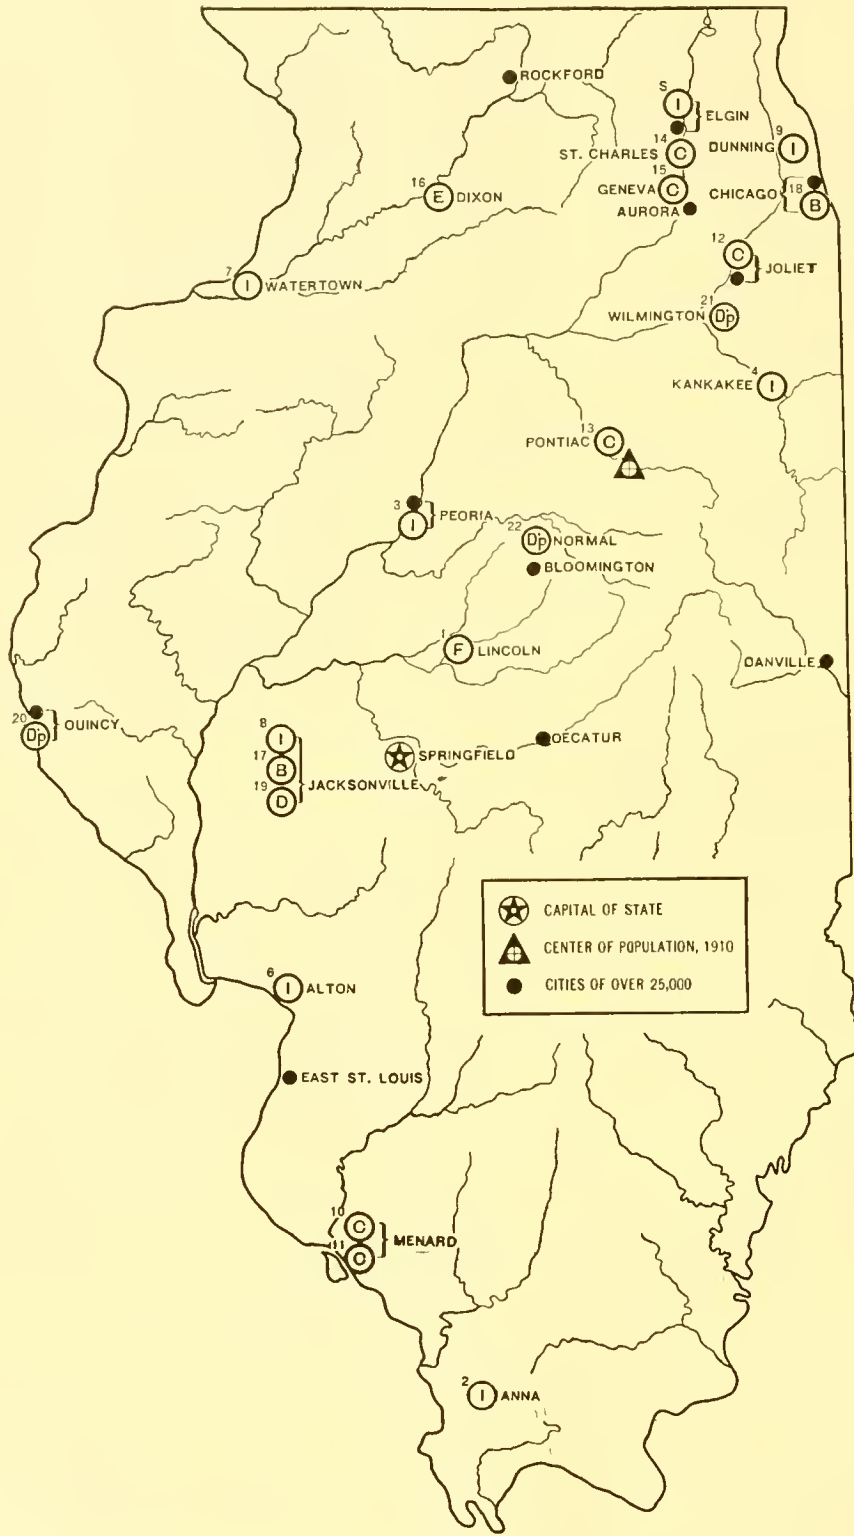 ROCKFORD
S
I
ELGIN
14
C
ST. CHARLES
9
I
DUNNING
15
C
GENEVA
AURORA
18
B
CHICAGO
16
E
DIXON
12
C
JOLIET
7
I
WATERTOWN
21
Dp
WILMINGTON
4
I
KANKAKEE
13
C
PONTIAC
3
I
PEORIA
22
Dp
NORMAL
BLOOMINGTON
1
F
LINCOLN
DANVILLE
20
Dp
QUINCY
8
I
17
B
19
D
JACKSONVILLE
SPRINGFIELD
DECATUR
CAPITAL OF STATE
CENTER OF POPULATION, 1910
CITIES OF OVER 25,000
6
I
ALTON
EAST ST. LOUIS
10
C
11
C
MENARD
2
I
ANNA